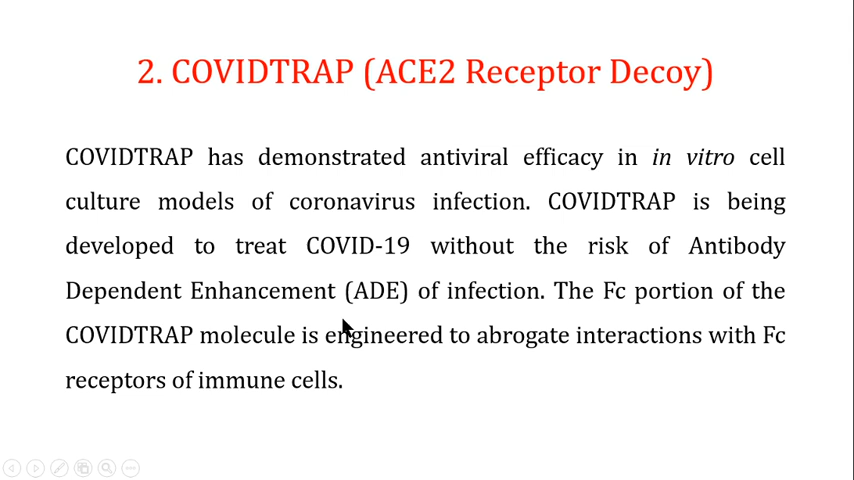 2. COVIDTRAP (ACE2 Receptor Decoy)
COVIDTRAP has demonstrated antiviral efficacy in in vitro cell
culture models of coronavirus infection. COVIDTRAP is being
developed to treat COVID-19 without the risk of Antibody
Dependent Enhancement (ADE) of infection. The Fc portion of the
COVIDTRAP molecule is engineered to abrogate interactions with Fc
receptors of immune cells.